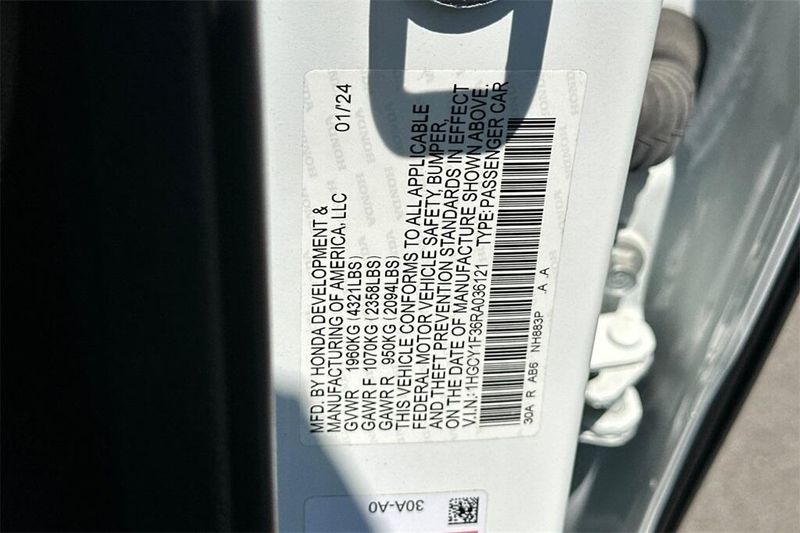 MFD. BY HONDA DEVELOPMENT &
MANUFACTURING OF AMERICA, LLC 01/'24
GVWR 1960KG (4321LBS)
GAWR F 1070KG (2358LBS)
GAWR R 950KG (2094LBS)
THIS VEHICLE CONFORMS TO ALL APPLICABLE
FEDERAL MOTOR VEHICLE SAFETY, BUMPER,
AND THEFT PREVENTION STANDARDS IN EFFECT
ON THE DATE OF MANUFACTURE SHOWN ABOVE.
V.I.N.: 1HGCY1F36RA036121 TYPE: PASSENGER CAR
30A R AB6 NH883P .A .A
30A-A0